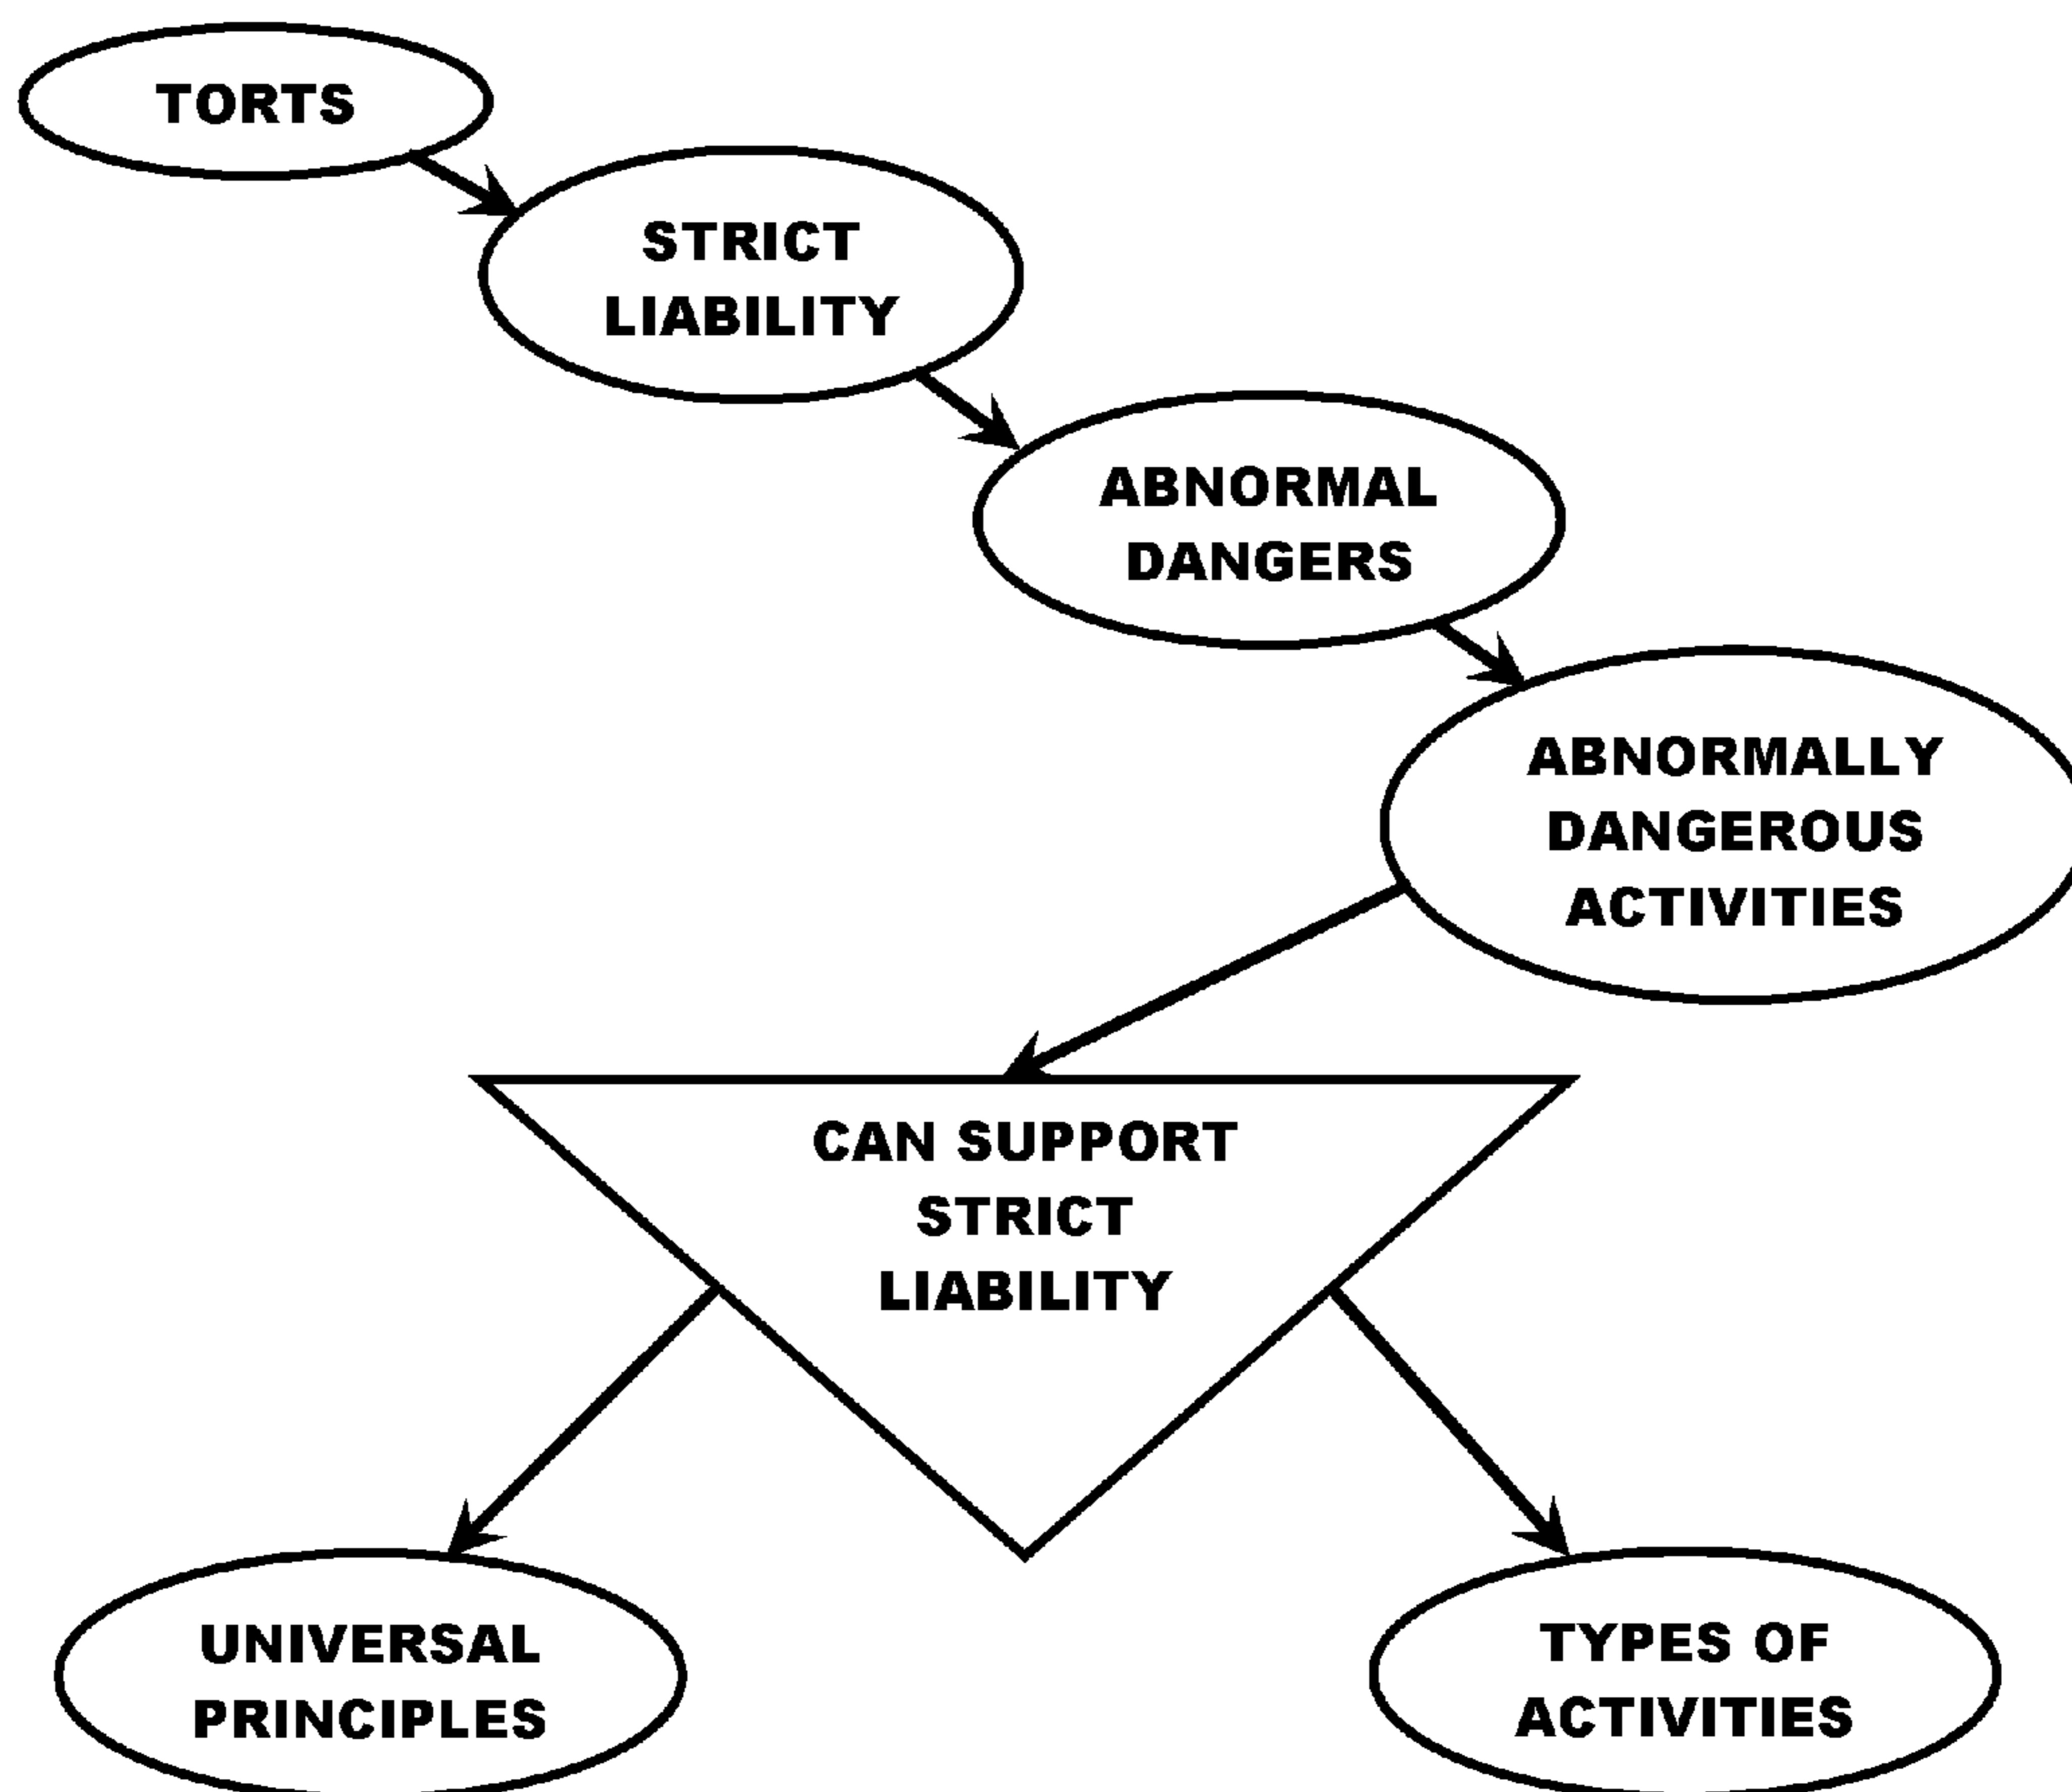 TORTS
STRICT
LIABILITY
ABNORMAL
DANGERS
ABNORMALLY
DANGEROUS
ACTIVITIES
CAN SUPPORT
STRICT
LIABILITY
UNIVERSAL
PRINCIPLES
TYPES OF
ACTIVITIES